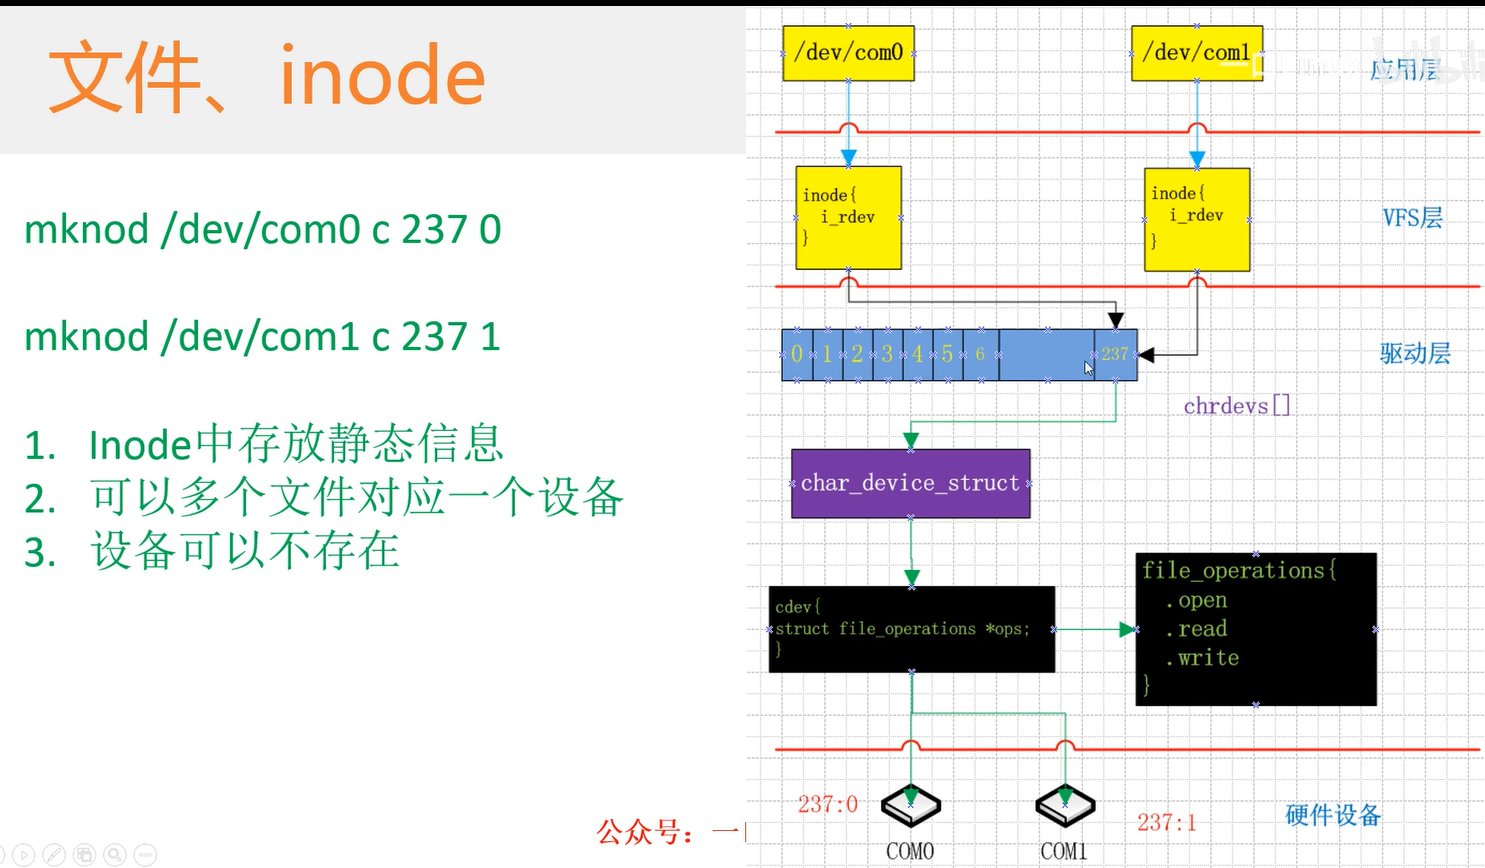 文件、inode
mknod /dev/com0 c 237 0
mknod /dev/com1 c 237 1
1. Inode中存放静态信息
2. 可以多个文件对应一个设备
3. 设备可以不存在
公众号：一
/dev/com0
/dev/com1
应用层
inode{
i_rdev
}
inode{
i_rdev
}
VFS层
0 1 2 3 4 5 6 237
驱动层
chrdevs[]
char_device_struct
cdev{
struct file_operations *ops;
}
file_operations{
.open
.read
.write
}
237:0
237:1
硬件设备
COM0
COM1